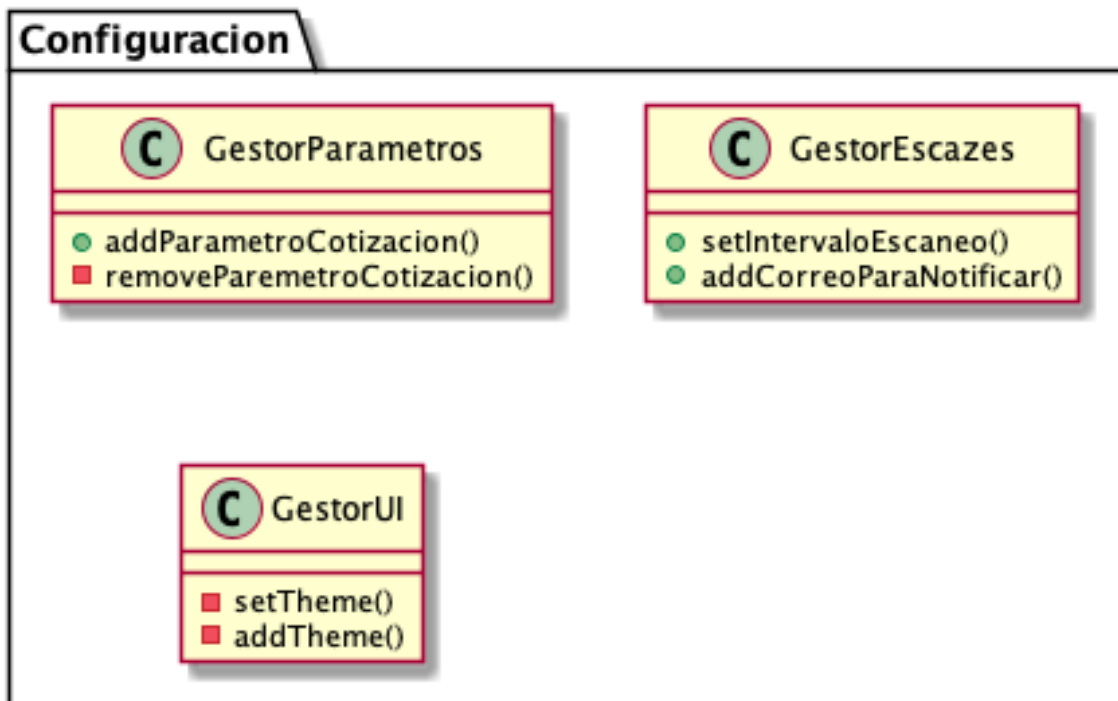 Configuracion
C GestorParametros
addParametroCotizacion()
removeParemetroCotizacion()
C GestorEscazes
setIntervaloEscaneo()
addCorreoParaNotificar()
C GestorUI
setTheme()
addTheme()